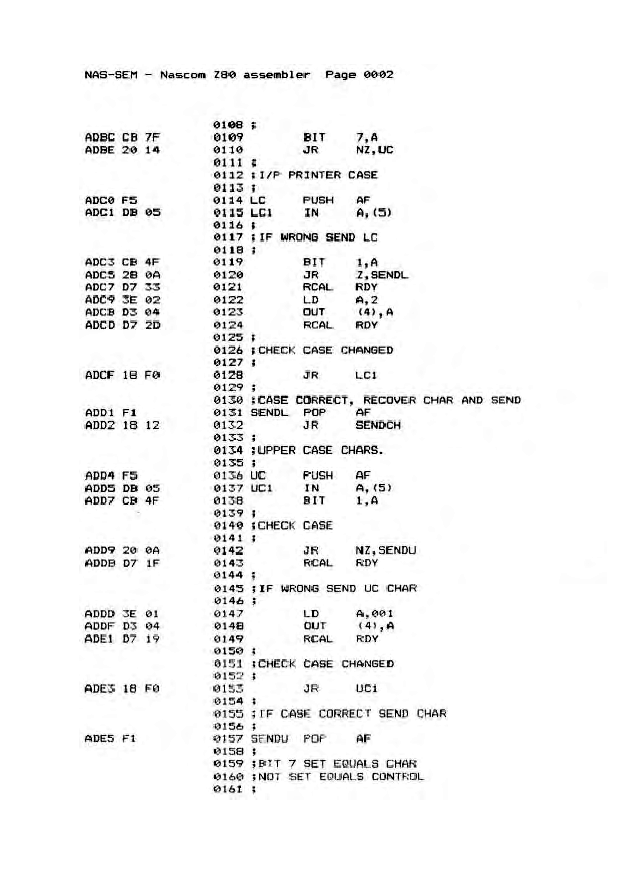 NAS-SEM - Nascom Z80 assembler  Page 0002
0108 ;
ADBC CB 7F 0109 BIT 7,A
ADBE 20 14 0110 JR NZ,UC
0111 ;
0112 ;I/P PRINTER CASE
0113 ;
ADC0 F5 0114 LC PUSH AF
ADC1 DB 05 0115 LC1 IN A,(5)
0116 ;
0117 ;IF WRONG SEND LC
0118 ;
ADC3 CB 4F 0119 BIT 1,A
ADC5 28 0A 0120 JR Z,SENDL
ADC7 D7 33 0121 RCAL RDY
ADC9 3E 02 0122 LD A,2
ADCB D3 04 0123 OUT (4),A
ADCD D7 2D 0124 RCAL RDY
0125 ;
0126 ;CHECK CASE CHANGED
0127 ;
ADCF 18 F0 0128 JR LC1
0129 ;
0130 ;CASE CORRECT, RECOVER CHAR AND SEND
ADD1 F1 0131 SENDL POP AF
ADD2 18 12 0132 JR SENDCH
0133 ;
0134 ;UPPER CASE CHARS.
0135 ;
ADD4 F5 0136 UC PUSH AF
ADD5 DB 05 0137 UC1 IN A,(5)
ADD7 CB 4F 0138 BIT 1,A
0139 ;
0140 ;CHECK CASE
0141 ;
ADD9 20 0A 0142 JR NZ,SENDU
ADDB D7 1F 0143 RCAL RDY
0144 ;
0145 ;IF WRONG SEND UC CHAR
0146 ;
ADDD 3E 01 0147 LD A,001
ADDF D3 04 0148 OUT (4),A
ADE1 D7 19 0149 RCAL RDY
0150 ;
0151 ;CHECK CASE CHANGED
0152 ;
ADE3 18 F0 0153 JR UC1
0154 ;
0155 ;IF CASE CORRECT SEND CHAR
0156 ;
ADE5 F1 0157 SENDU POP AF
0158 ;
0159 ;BIT 7 SET EQUALS CHAR
0160 ;NOT SET EQUALS CONTROL
0161 ;